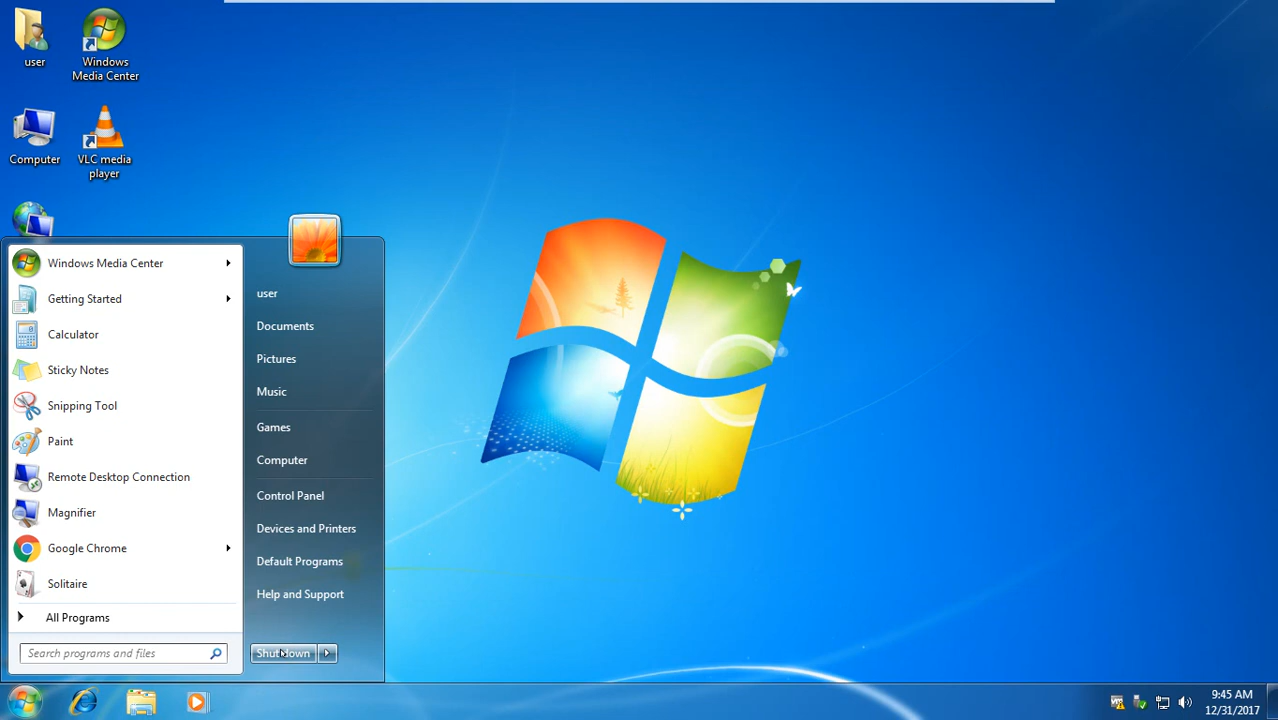 user
Windows
Media Center
Computer
VLC media
player
Windows Media Center
Getting Started
Calculator
Sticky Notes
Snipping Tool
Paint
Remote Desktop Connection
Magnifier
Google Chrome
Solitaire
All Programs
Search programs and files
user
Documents
Pictures
Music
Games
Computer
Control Panel
Devices and Printers
Default Programs
Help and Support
Shut down
9:45 AM
12/31/2017